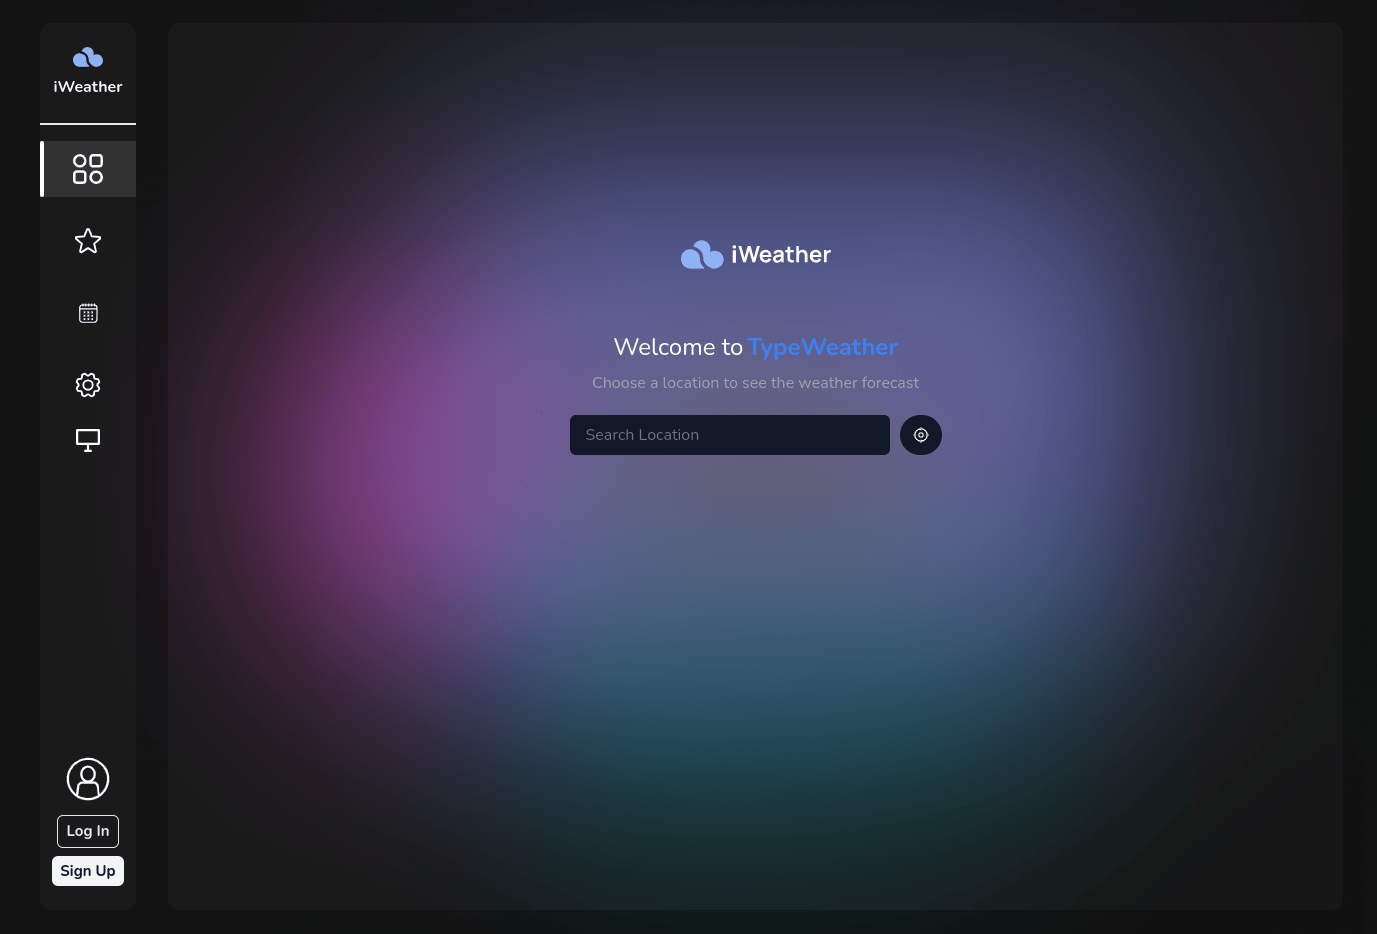 iWeather
iWeather
Welcome to TypeWeather
Choose a location to see the weather forecast
Search Location
Log In
Sign Up